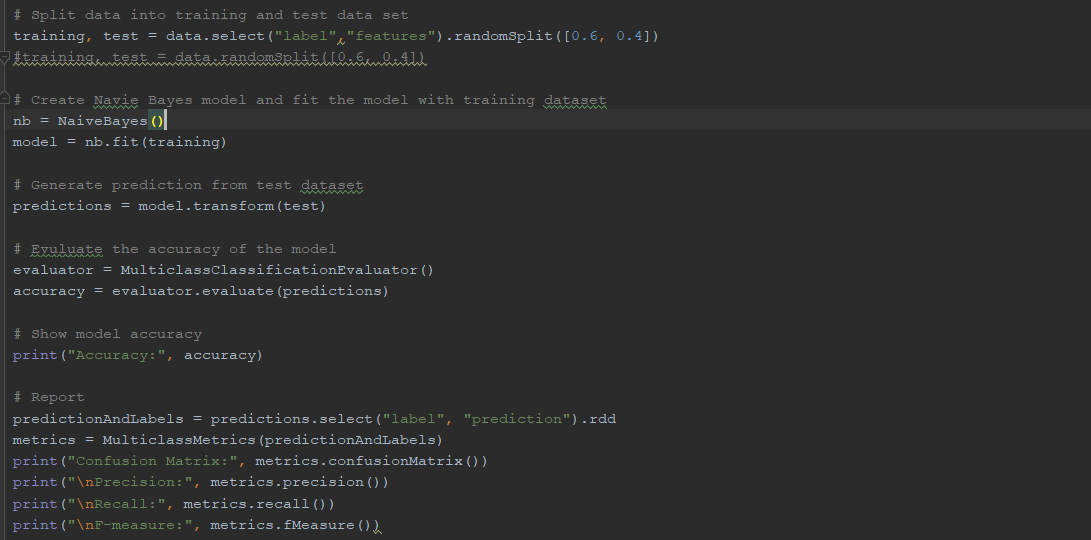 # Split data into training and test data set
training, test = data.select("label","features").randomSplit([0.6, 0.4])
#training, test = data.randomSplit([0.6, 0.4])
# Create Navie Bayes model and fit the model with training dataset
nb = NaiveBayes()
model = nb.fit(training)
# Generate prediction from test dataset
predictions = model.transform(test)
# Evuluate the accuracy of the model
evaluator = MulticlassClassificationEvaluator()
accuracy = evaluator.evaluate(predictions)
# Show model accuracy
print("Accuracy:", accuracy)
# Report
predictionAndLabels = predictions.select("label", "prediction").rdd
metrics = MulticlassMetrics(predictionAndLabels)
print("Confusion Matrix:", metrics.confusionMatrix())
print("\nPrecision:", metrics.precision())
print("\nRecall:", metrics.recall())
print("\nF-measure:", metrics.fMeasure())